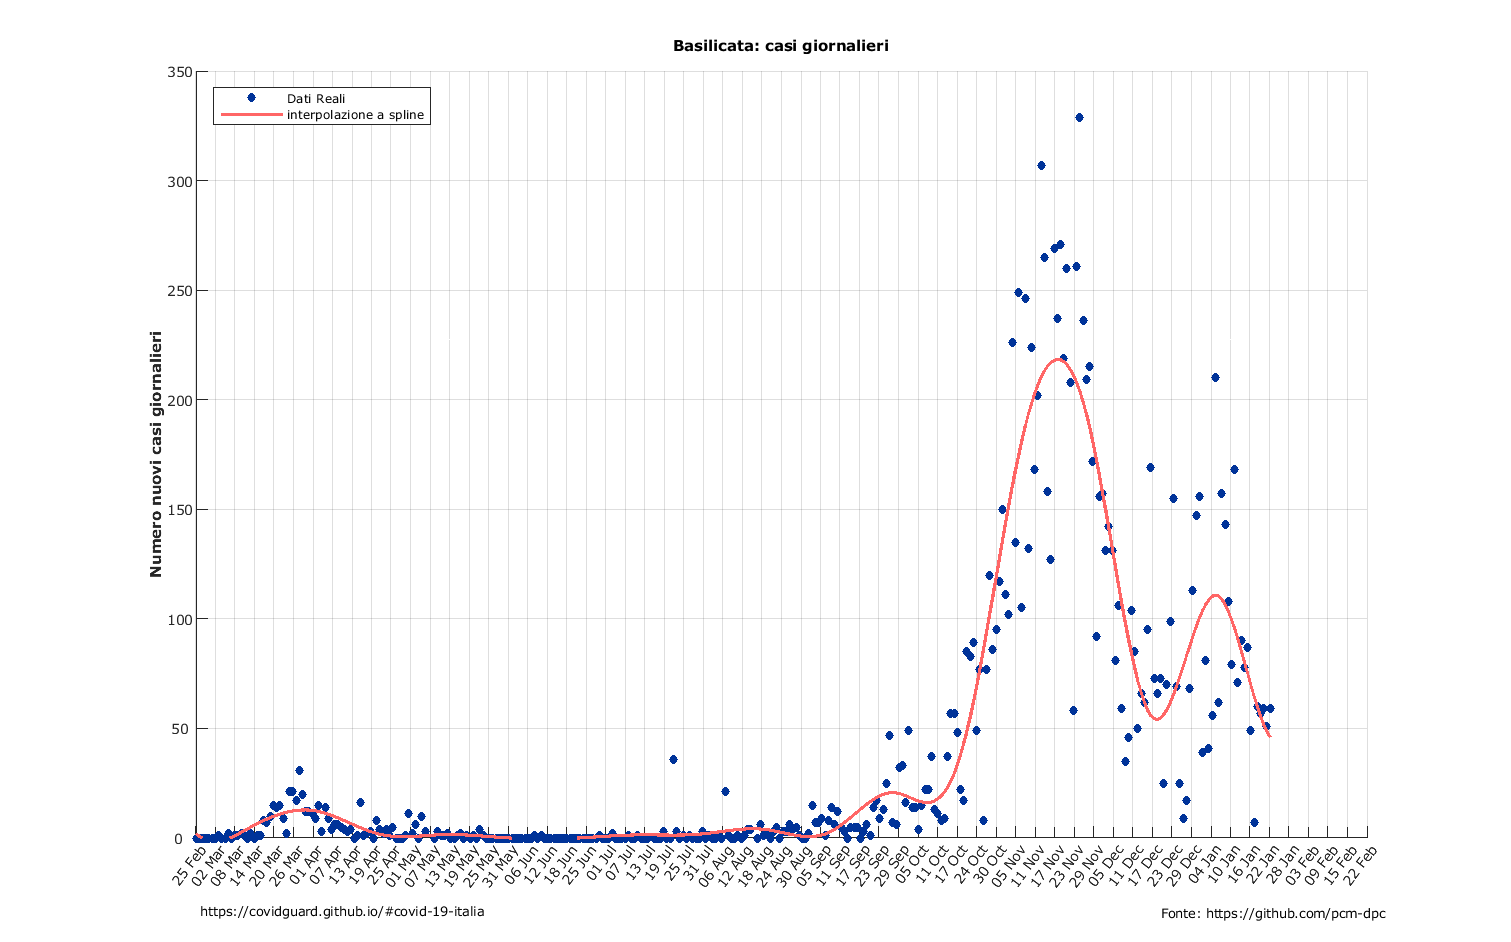 Basilicata: casi giornalieri
350
300
250
200
150
100
50
0
Numero nuovi casi giornalieri
Dati Reali
interpolazione a spline
25 Feb
02 Mar
08 Mar
14 Mar
20 Mar
26 Mar
01 Apr
07 Apr
13 Apr
19 Apr
25 Apr
01 May
07 May
13 May
19 May
25 May
31 May
06 Jun
12 Jun
18 Jun
25 Jun
01 Jul
07 Jul
13 Jul
19 Jul
25 Jul
31 Jul
06 Aug
12 Aug
18 Aug
24 Aug
30 Aug
05 Sep
11 Sep
17 Sep
23 Sep
29 Sep
05 Oct
11 Oct
17 Oct
24 Oct
30 Oct
05 Nov
11 Nov
17 Nov
23 Nov
29 Nov
05 Dec
11 Dec
17 Dec
23 Dec
29 Dec
04 Jan
10 Jan
16 Jan
22 Jan
28 Jan
03 Feb
09 Feb
15 Feb
22 Feb
https://covidguard.github.io/#covid-19-italia
Fonte: https://github.com/pcm-dpc